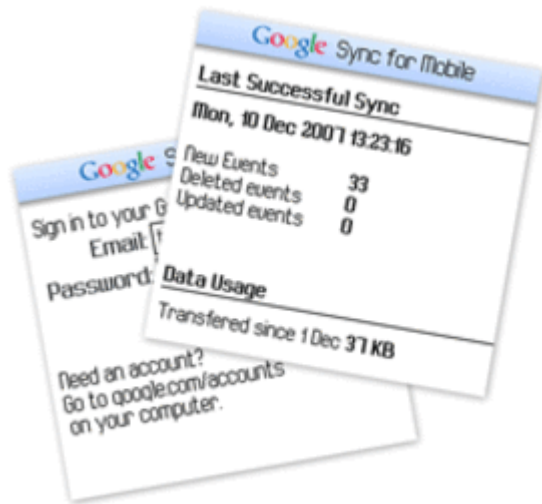 Google Sync for Mobile
Last Successful Sync
Mon, 10 Dec 2007 13:23:16
New Events 33
Deleted events 0
Updated events 0
Data Usage
Transfered since 1 Dec 37 KB
Google S
Sign in to your G
Email:
Password:
Need an account?
Go to google.com/accounts
on your computer.